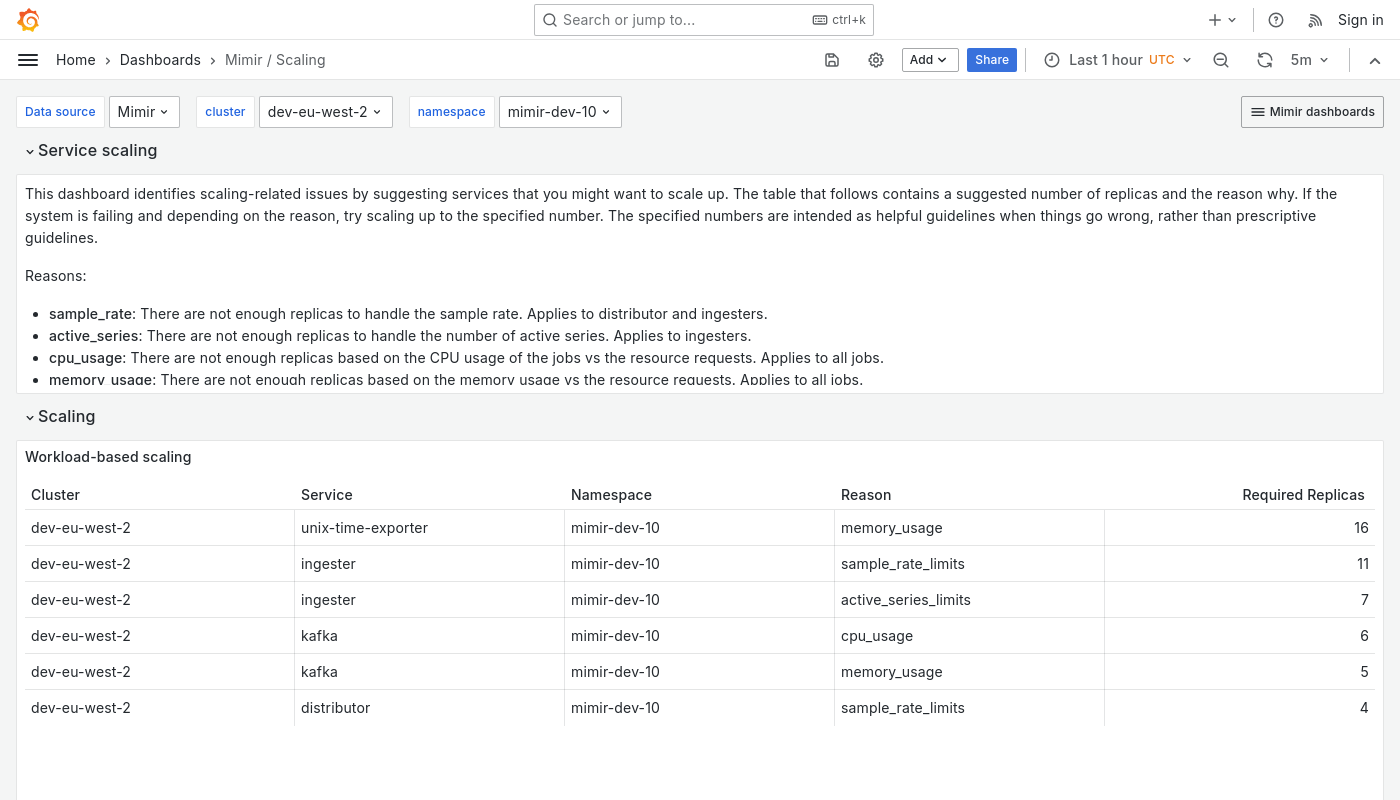 Search or jump to... ctrl+k Sign in
Home Dashboards Mimir / Scaling Add Share Last 1 hour UTC 5m
Data source Mimir cluster dev-eu-west-2 namespace mimir-dev-10 Mimir dashboards
Service scaling
This dashboard identifies scaling-related issues by suggesting services that you might want to scale up. The table that follows contains a suggested number of replicas and the reason why. If the
system is failing and depending on the reason, try scaling up to the specified number. The specified numbers are intended as helpful guidelines when things go wrong, rather than prescriptive
guidelines.
Reasons:
• sample_rate: There are not enough replicas to handle the sample rate. Applies to distributor and ingesters.
• active_series: There are not enough replicas to handle the number of active series. Applies to ingesters.
• cpu_usage: There are not enough replicas based on the CPU usage of the jobs vs the resource requests. Applies to all jobs.
• memory_usage: There are not enough replicas based on the memory usage vs the resource requests. Applies to all jobs.
Scaling
Workload-based scaling
Cluster Service Namespace Reason Required Replicas
dev-eu-west-2 unix-time-exporter mimir-dev-10 memory_usage 16
dev-eu-west-2 ingester mimir-dev-10 sample_rate_limits 11
dev-eu-west-2 ingester mimir-dev-10 active_series_limits 7
dev-eu-west-2 kafka mimir-dev-10 cpu_usage 6
dev-eu-west-2 kafka mimir-dev-10 memory_usage 5
dev-eu-west-2 distributor mimir-dev-10 sample_rate_limits 4